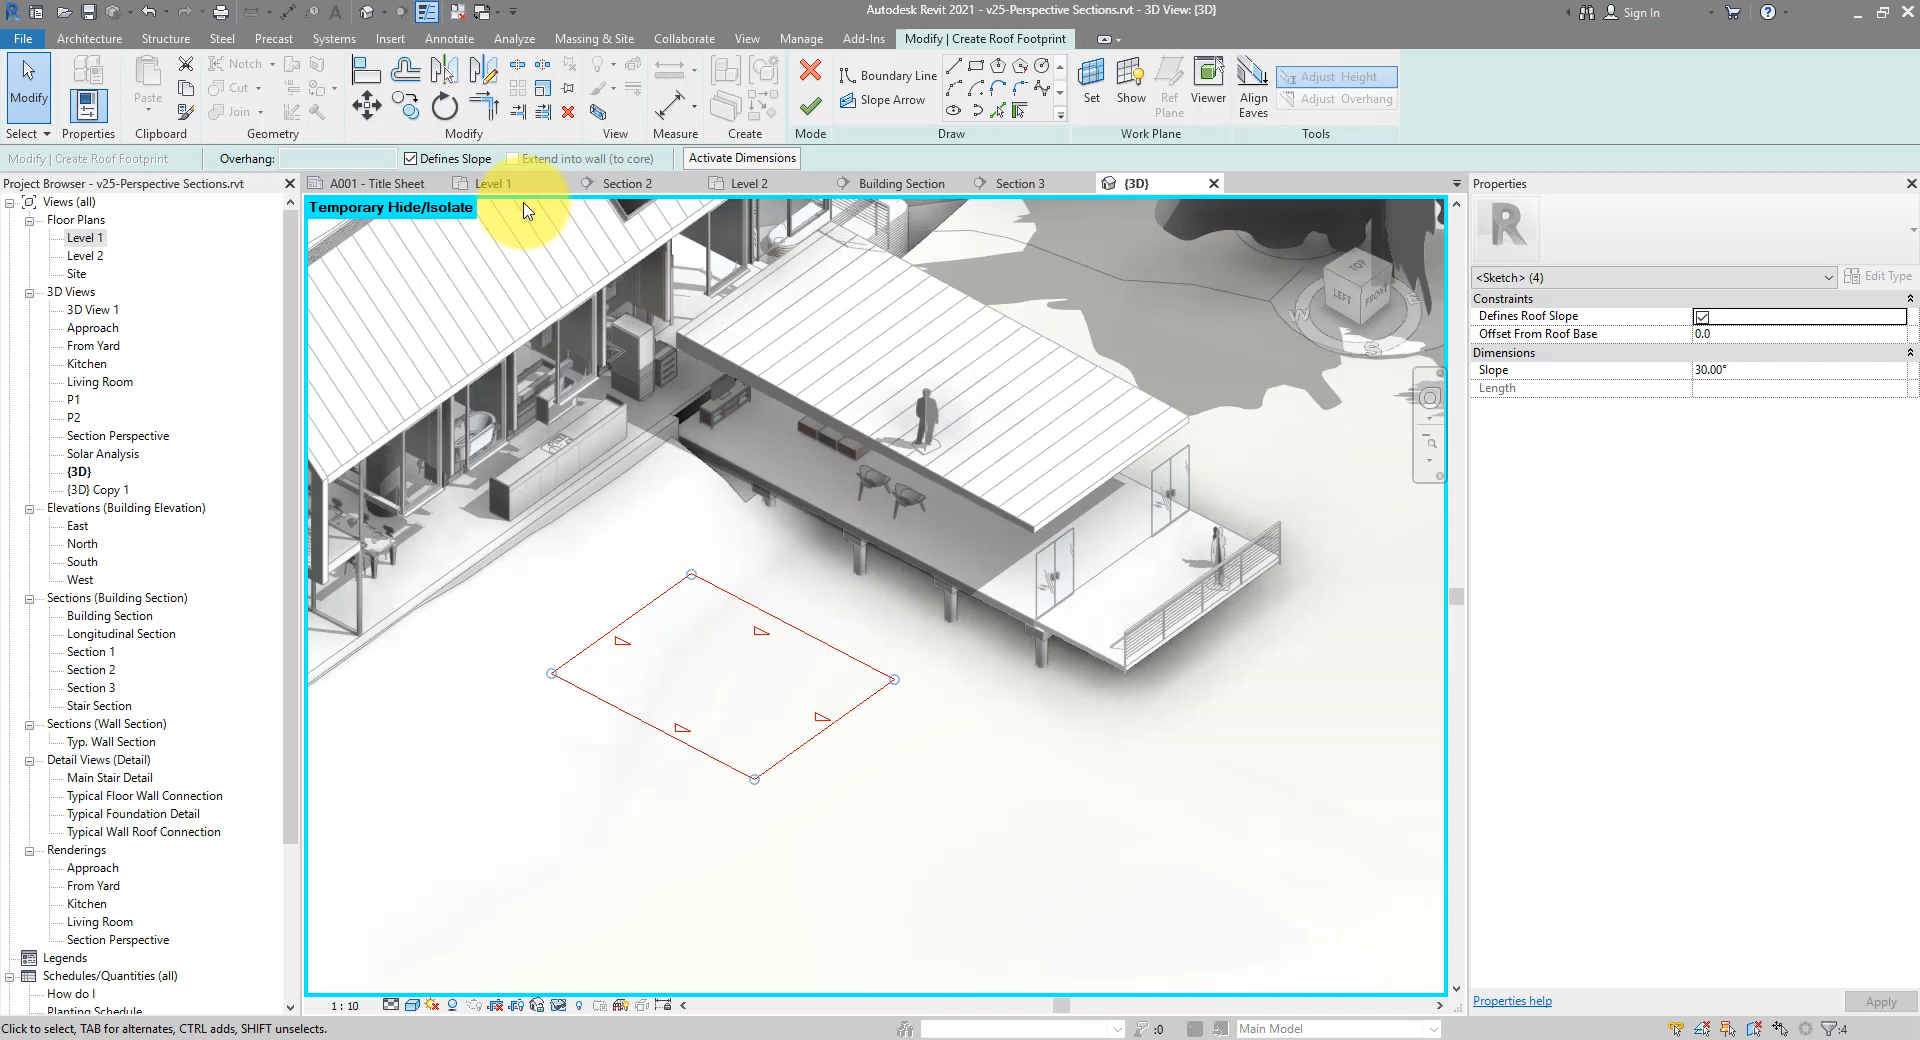 Autodesk Revit 2021 - v25-Perspective Sections.rvt - 3D View: {3D}
Sign In
File
Architecture
Structure
Steel
Precast
Systems
Insert
Annotate
Analyze
Massing & Site
Collaborate
View
Manage
Add-Ins
Modify | Create Roof Footprint
Modify
Paste
Notch
Cut
Join
Boundary Line
Slope Arrow
Set
Show
Ref
Plane
Viewer
Align
Eaves
Adjust Height
Adjust Overhang
Select
Properties
Clipboard
Geometry
Modify
View
Measure
Create
Mode
Draw
Work Plane
Tools
Modify | Create Roof Footprint
Overhang:
Defines Slope
Extend into wall (to core)
Activate Dimensions
Project Browser - v25-Perspective Sections.rvt
A001 - Title Sheet
Level 1
Section 2
Level 2
Building Section
Section 3
{3D}
Temporary Hide/Isolate
Views (all)
Floor Plans
Level 1
Level 2
Site
3D Views
3D View 1
Approach
From Yard
Kitchen
Living Room
P1
P2
Section Perspective
Solar Analysis
{3D}
{3D} Copy 1
Elevations (Building Elevation)
East
North
South
West
Sections (Building Section)
Building Section
Longitudinal Section
Section 1
Section 2
Section 3
Stair Section
Sections (Wall Section)
Typ. Wall Section
Detail Views (Detail)
Main Stair Detail
Typical Floor Wall Connection
Typical Foundation Detail
Typical Wall Roof Connection
Renderings
Approach
From Yard
Kitchen
Living Room
Section Perspective
Legends
Schedules/Quantities (all)
How do I
Planting Schedule
TOP
LEFT
FRONT
W
S
E
Properties
R
<Sketch> (4)
Edit Type
Constraints
Defines Roof Slope
Offset From Roof Base
0.0
Dimensions
Slope
30.00°
Length
Properties help
Apply
1 : 10
Click to select, TAB for alternates, CTRL adds, SHIFT unselects.
:0
Main Model
:4